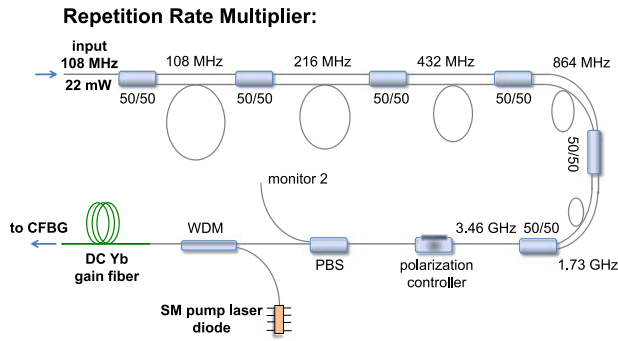 Repetition Rate Multiplier:
input
108 MHz
22 mW
108 MHz
216 MHz
432 MHz
864 MHz
50/50
50/50
50/50
50/50
50/50
monitor 2
to CFBG
WDM
3.46 GHz
50/50
1.73 GHz
DC Yb
gain fiber
PBS
polarization
controller
SM pump laser
diode